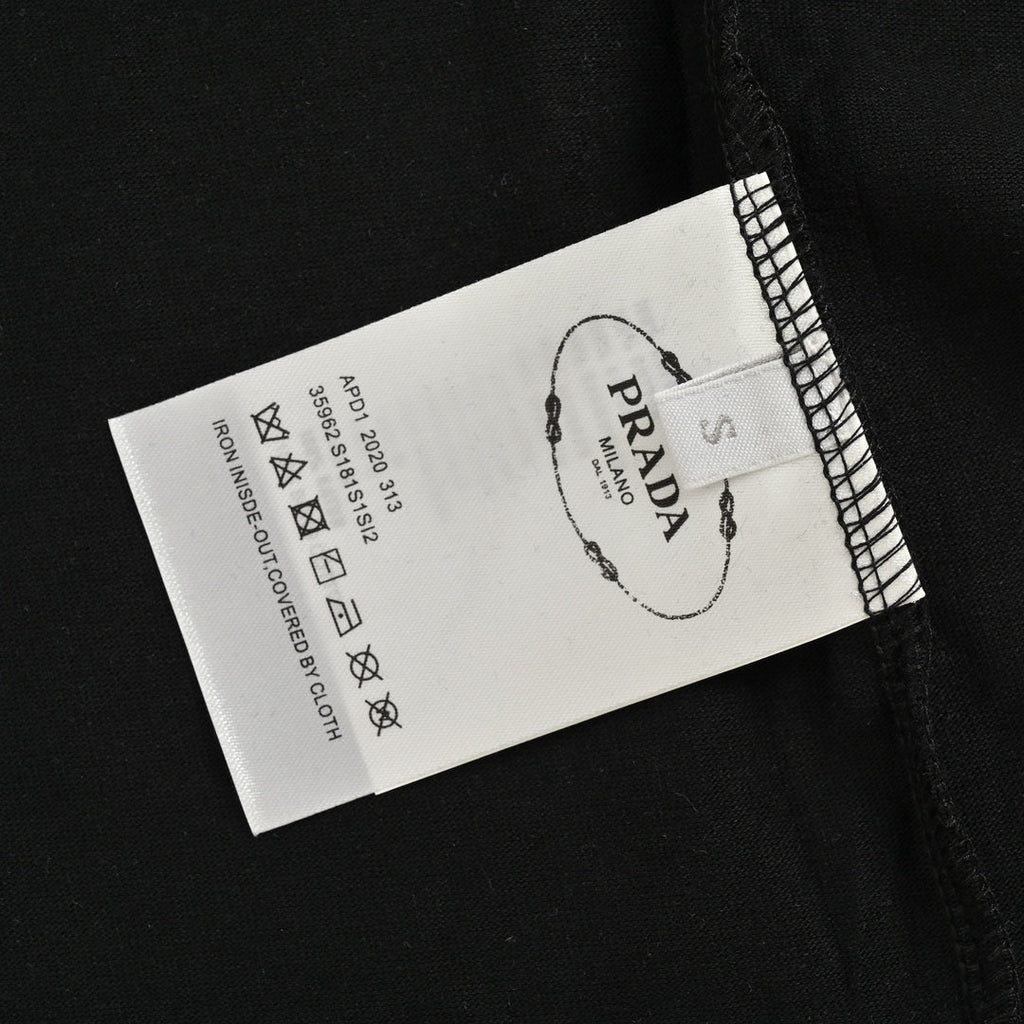 S
PRADA
MILANO
DAL 1913
APD1 2020 313
35962 S181S1SI2
IRON INISDE-OUT,COVERED BY CLOTH